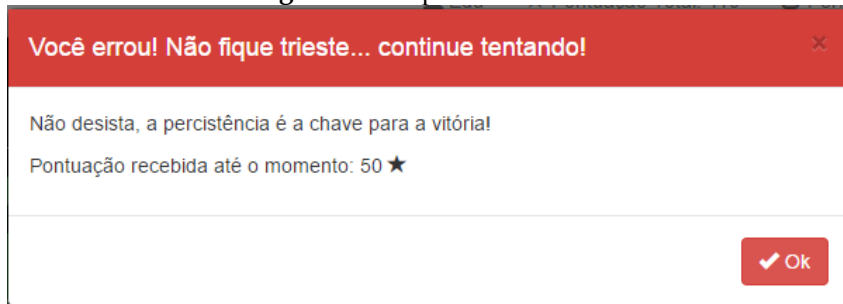 Você errou! Não fique trieste... continue tentando!
×
Não desista, a percistência é a chave para a vitória!
Pontuação recebida até o momento: 50 ★
✔ Ok